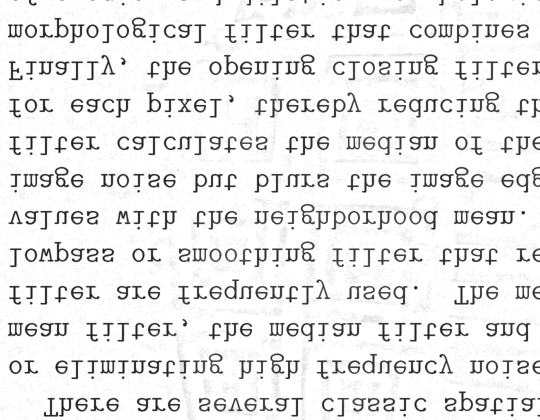 There are several classic spatial
or eliminating high frequency noise
mean filter, the median filter and
filter are frequently used. The me
lowpass or smoothing filter that re
values with the neighborhood mean.
image noise but blurs the image edg
filter calculates the median of the
for each pixel, thereby reducing th
Finally, the opening closing filter
morphological filter that combines